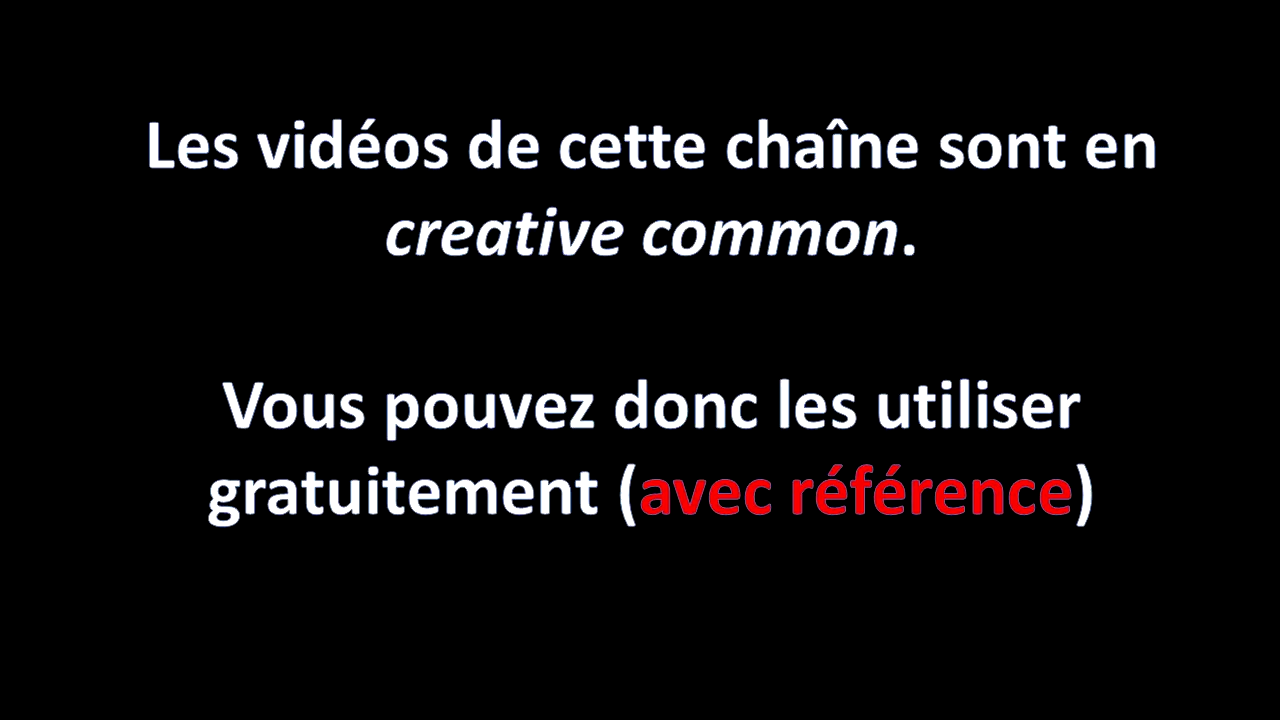 Les vidéos de cette chaîne sont en
creative common.
Vous pouvez donc les utiliser
gratuitement (avec référence)